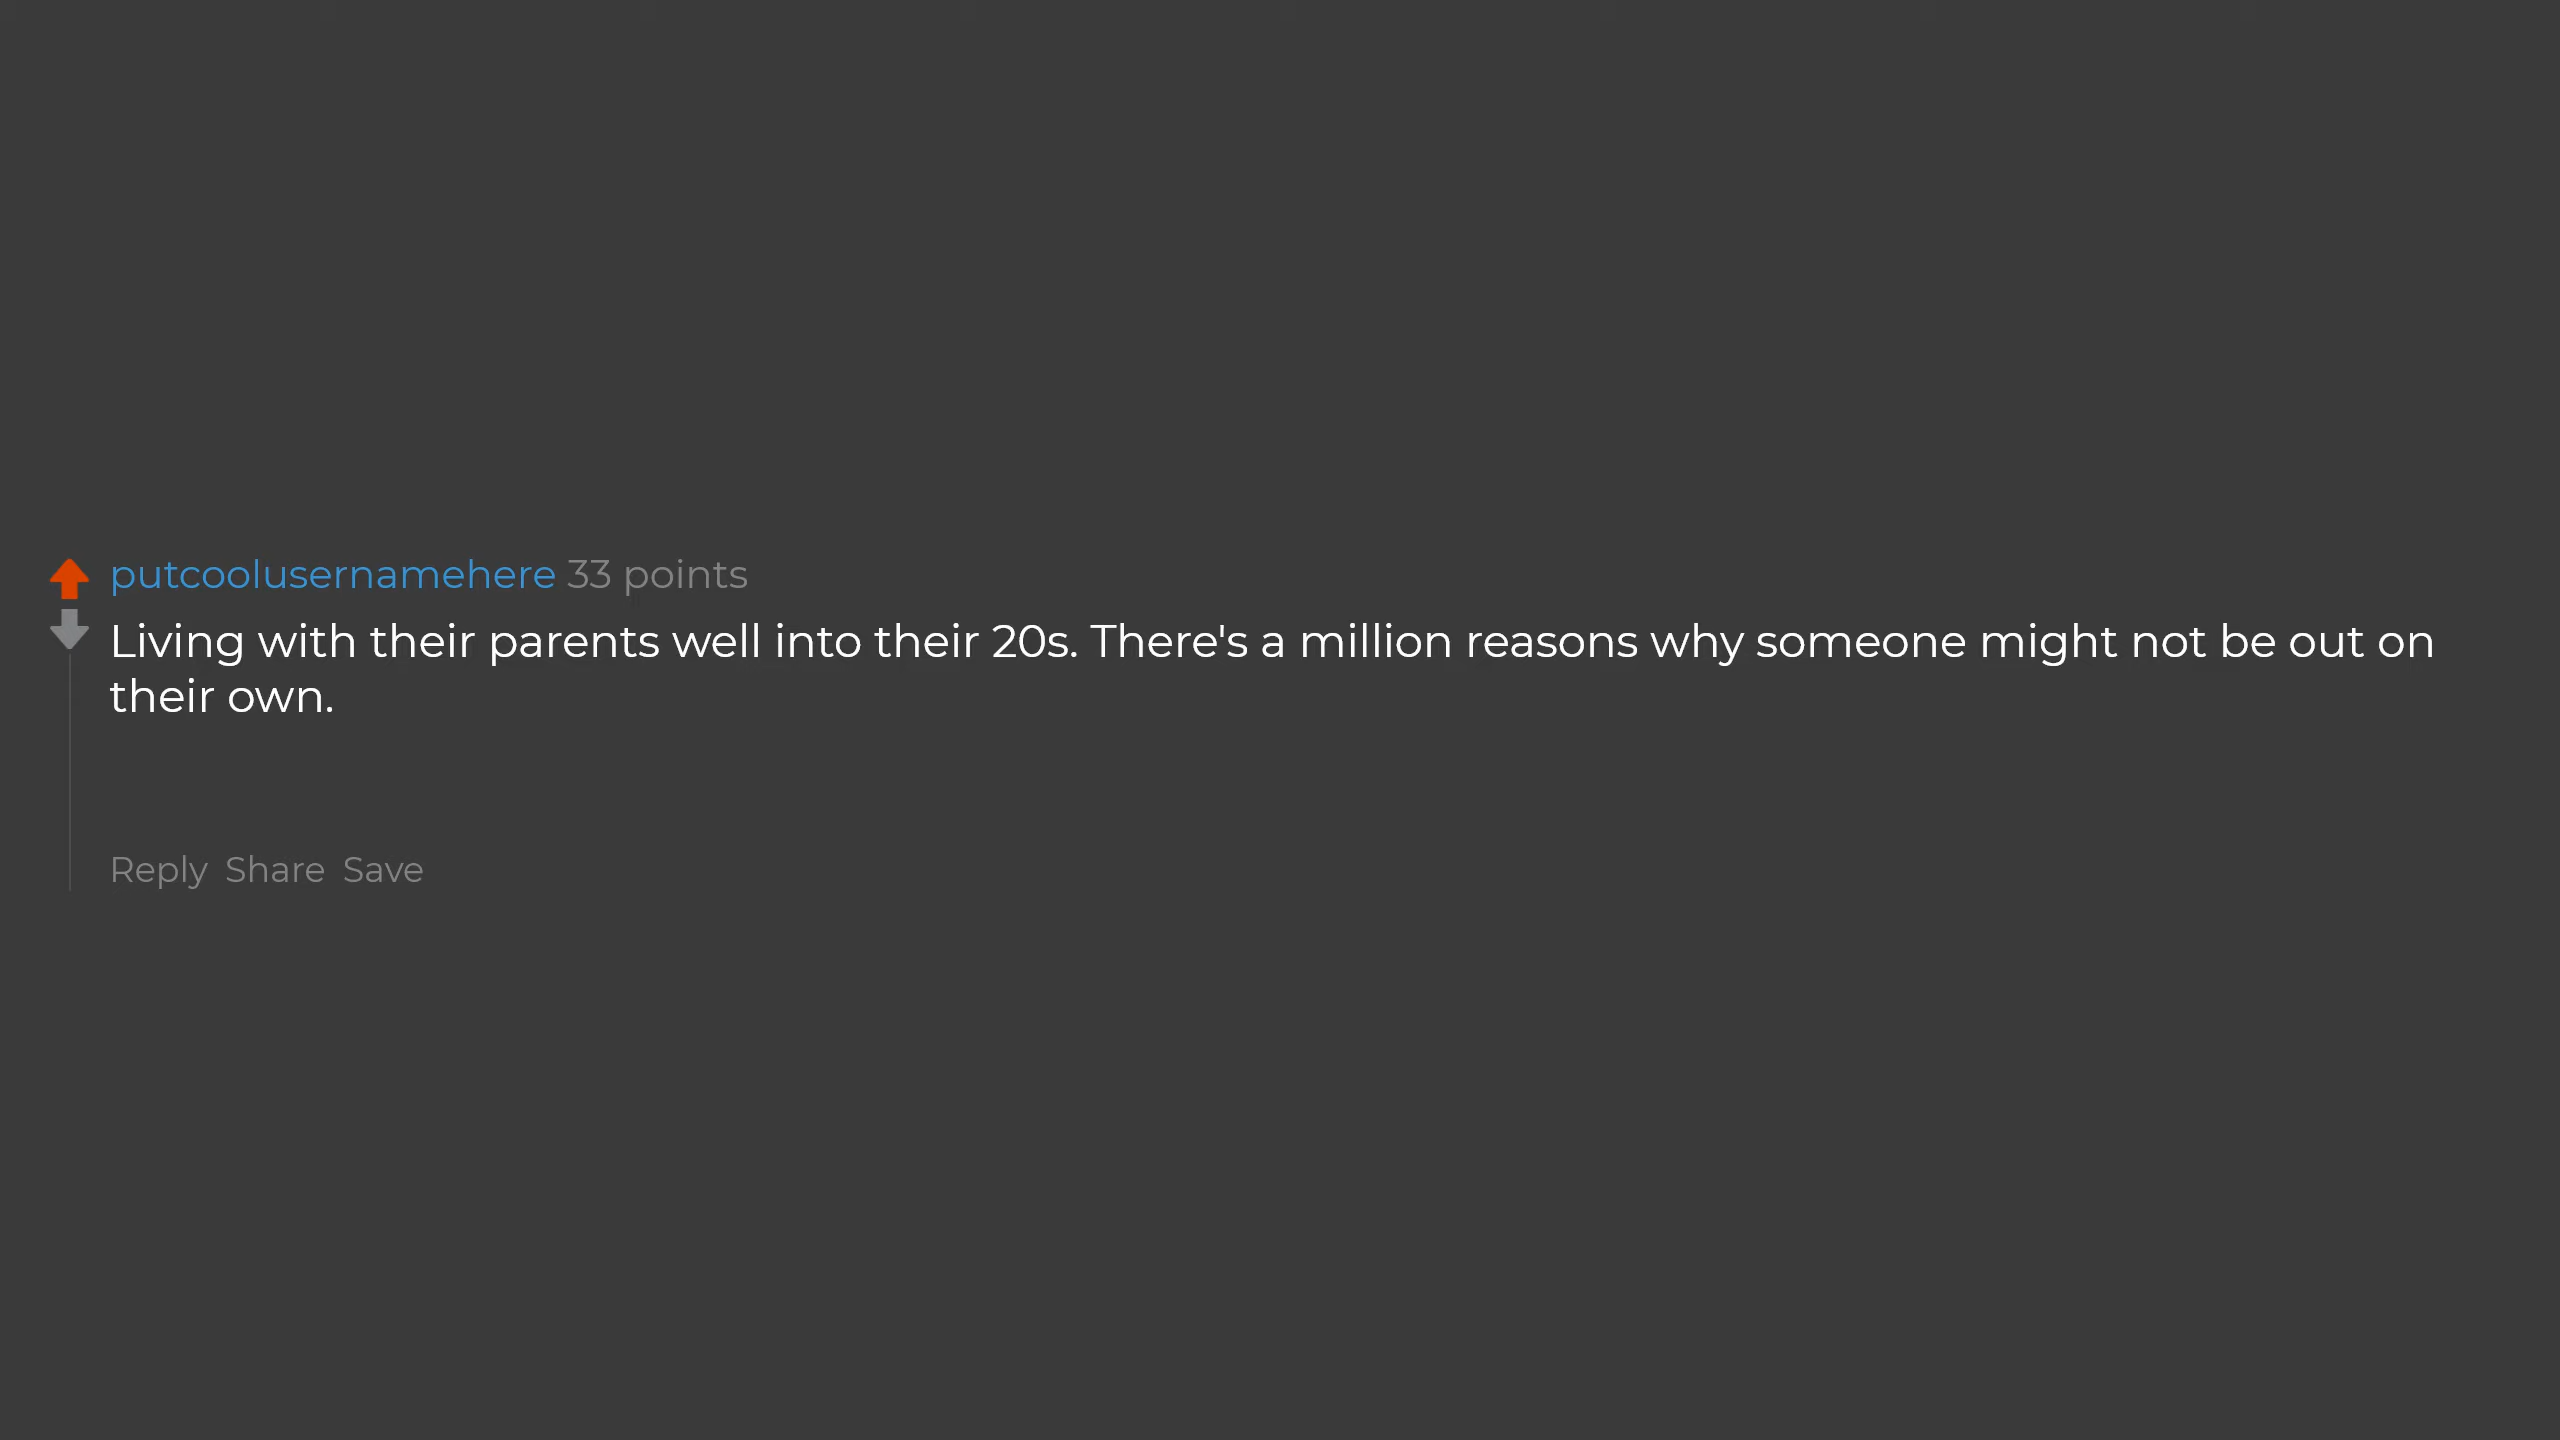 putcoolusernamehere 33 points
Living with their parents well into their 20s. There's a million reasons why someone might not be out on
their own.
Reply Share Save